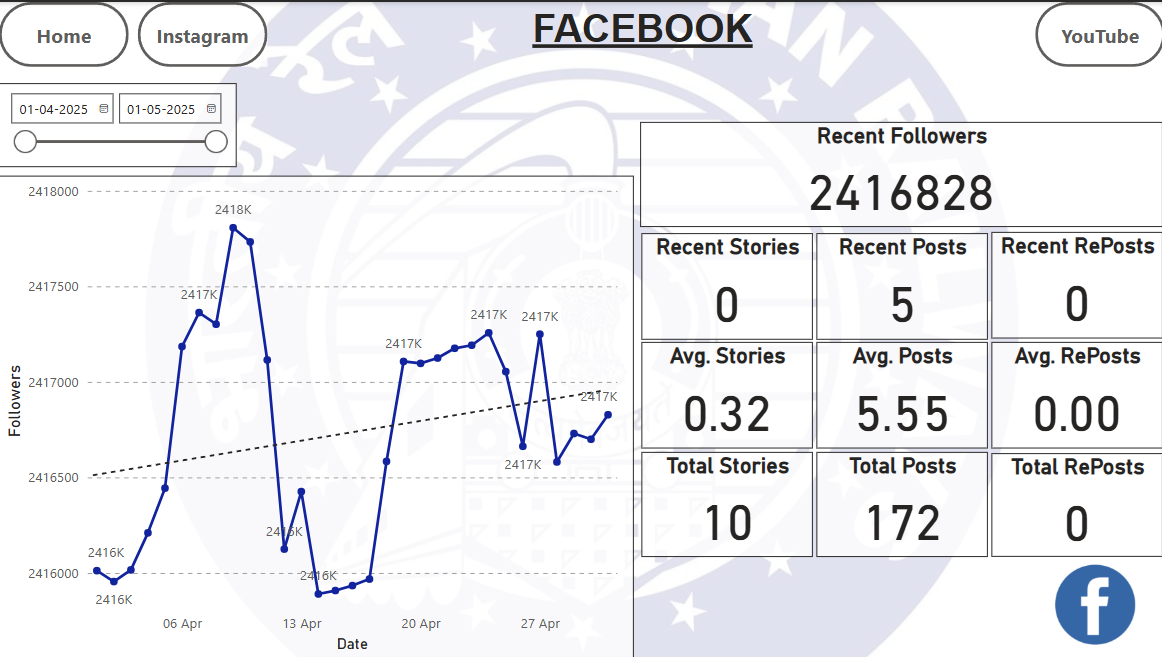 Home
Instagram
FACEBOOK
YouTube
01-04-2025
01-05-2025
Recent Followers
2416828
Recent Stories
0
Recent Posts
5
Recent RePosts
0
Avg. Stories
0.32
Avg. Posts
5.55
Avg. RePosts
0.00
Total Stories
10
Total Posts
172
Total RePosts
0
Followers
2418000
2417500
2417000
2416500
2416000
2416K
2416K
2417K
2418K
2416K
2416K
2417K
2417K
2417K
2417K
2417K
06 Apr
13 Apr
20 Apr
27 Apr
Date
f